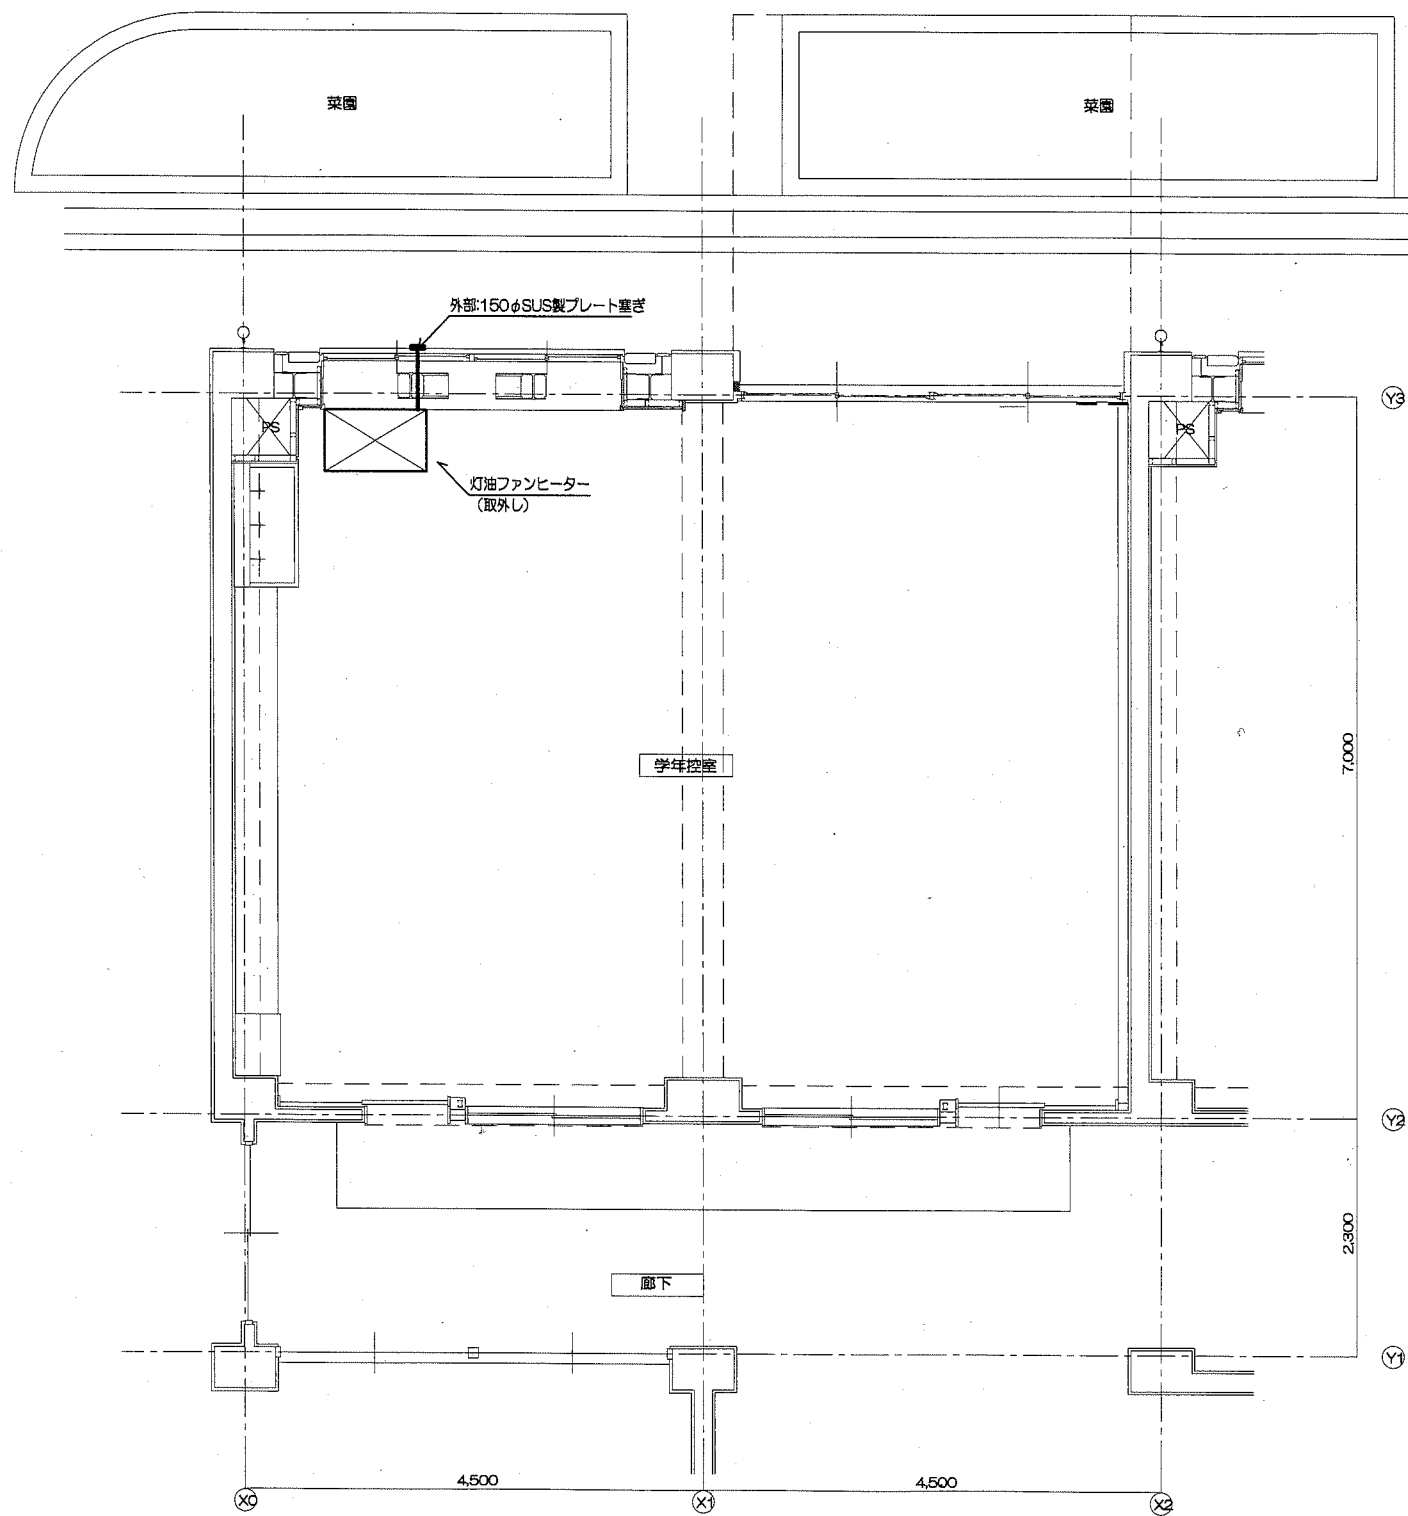 菜園
菜園
外部:150φSUS製プレート塞ぎ
Y3
PS
PS
灯油ファンヒーター
(取外し)
学年控室
7,000
Y2
2,300
廊下
Y1
4,500
4,500
X0
X1
X2